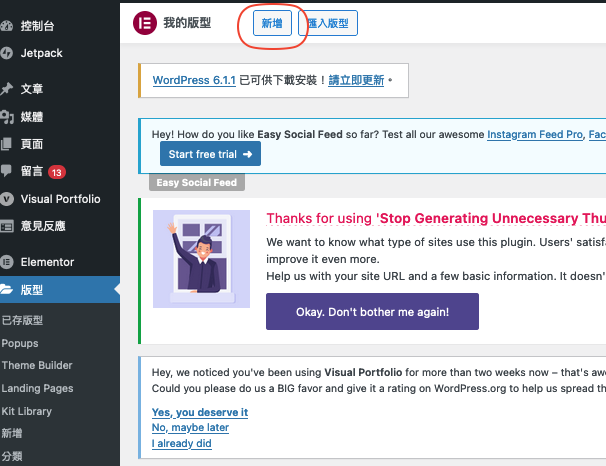 控制台
Jetpack
文章
媒體
頁面
留言 13
Visual Portfolio
意見反應
Elementor
版型
已存版型
Popups
Theme Builder
Landing Pages
Kit Library
新增
分類
我的版型 新增 匯入版型
WordPress 6.1.1 已可供下載安裝！請立即更新。
Hey! How do you like Easy Social Feed so far? Test all our awesome Instagram Feed Pro, Fac
Start free trial ➜
Easy Social Feed
Thanks for using 'Stop Generating Unnecessary Thu
We want to know what type of sites use this plugin. Users' satisfa
improve it even more.
Help us with your site URL and a few basic information. It doesn'
Okay. Don't bother me again!
Hey, we noticed you've been using Visual Portfolio for more than two weeks now – that's awe
Could you please do us a BIG favor and give it a rating on WordPress.org to help us spread th
Yes, you deserve it
No, maybe later
I already did